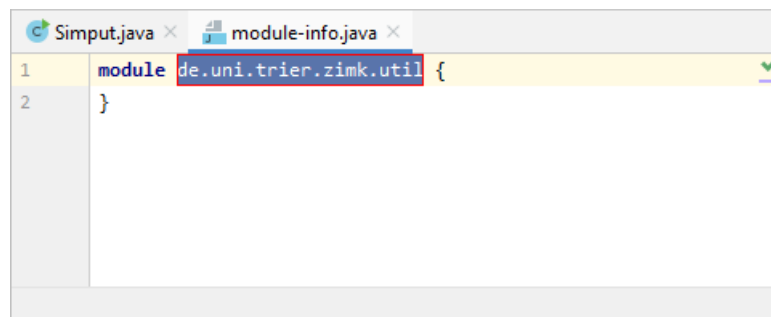 Simput.java module-info.java
1 module de.uni.trier.zimk.util {
2 }